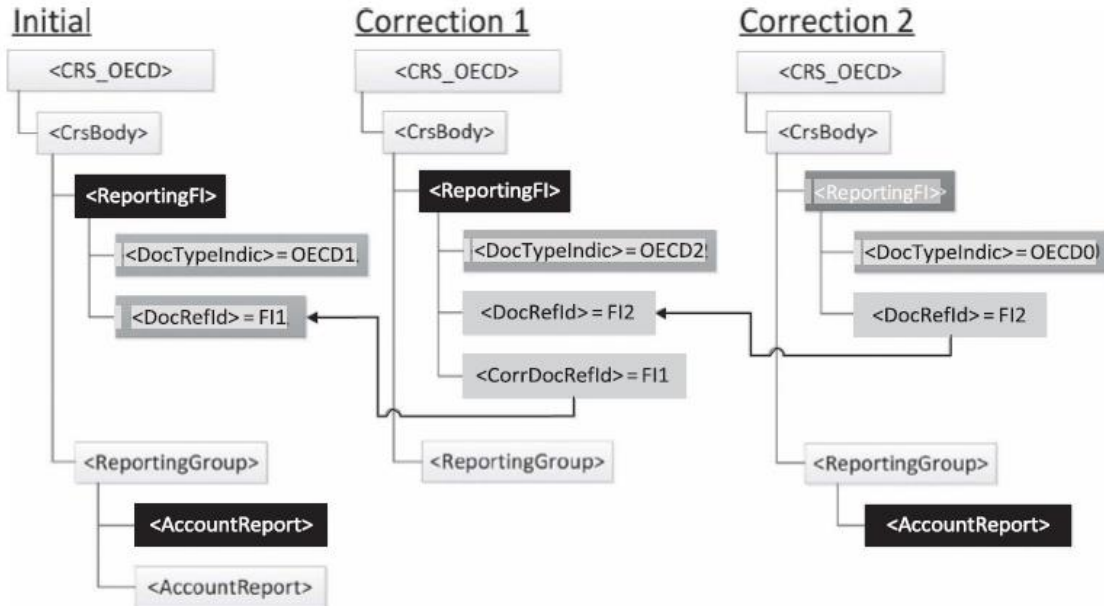 Initial
<CRS_OECD>
<CrsBody>
<ReportingFI>
<DocTypeIndic> = OECD1
<DocRefId> = FI1
<ReportingGroup>
<AccountReport>
<AccountReport>
Correction 1
<CRS_OECD>
<CrsBody>
<ReportingFI>
<DocTypeIndic> = OECD2
<DocRefId> = FI2
<CorrDocRefId> = FI1
<ReportingGroup>
Correction 2
<CRS_OECD>
<CrsBody>
<ReportingFI>
<DocTypeIndic> = OECD0
<DocRefId> = FI2
<ReportingGroup>
<AccountReport>